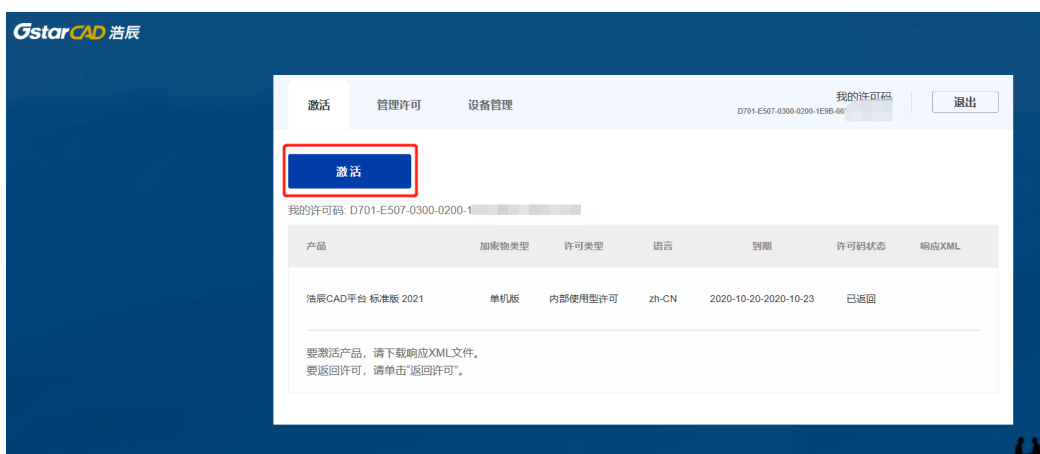 GstarCAD 浩辰
激活 管理许可 设备管理
我的许可码
D701-E507-0300-0200-1E9B-66
退出
激活
我的许可码: D701-E507-0300-0200-1
产品 加密物类型 许可类型 语言 到期 许可码状态 响应XML
浩辰CAD平台 标准版 2021 单机版 内部使用型许可 zh-CN 2020-10-20-2020-10-23 已返回
要激活产品，请下载响应XML文件。
要返回许可，请单击“返回许可”。